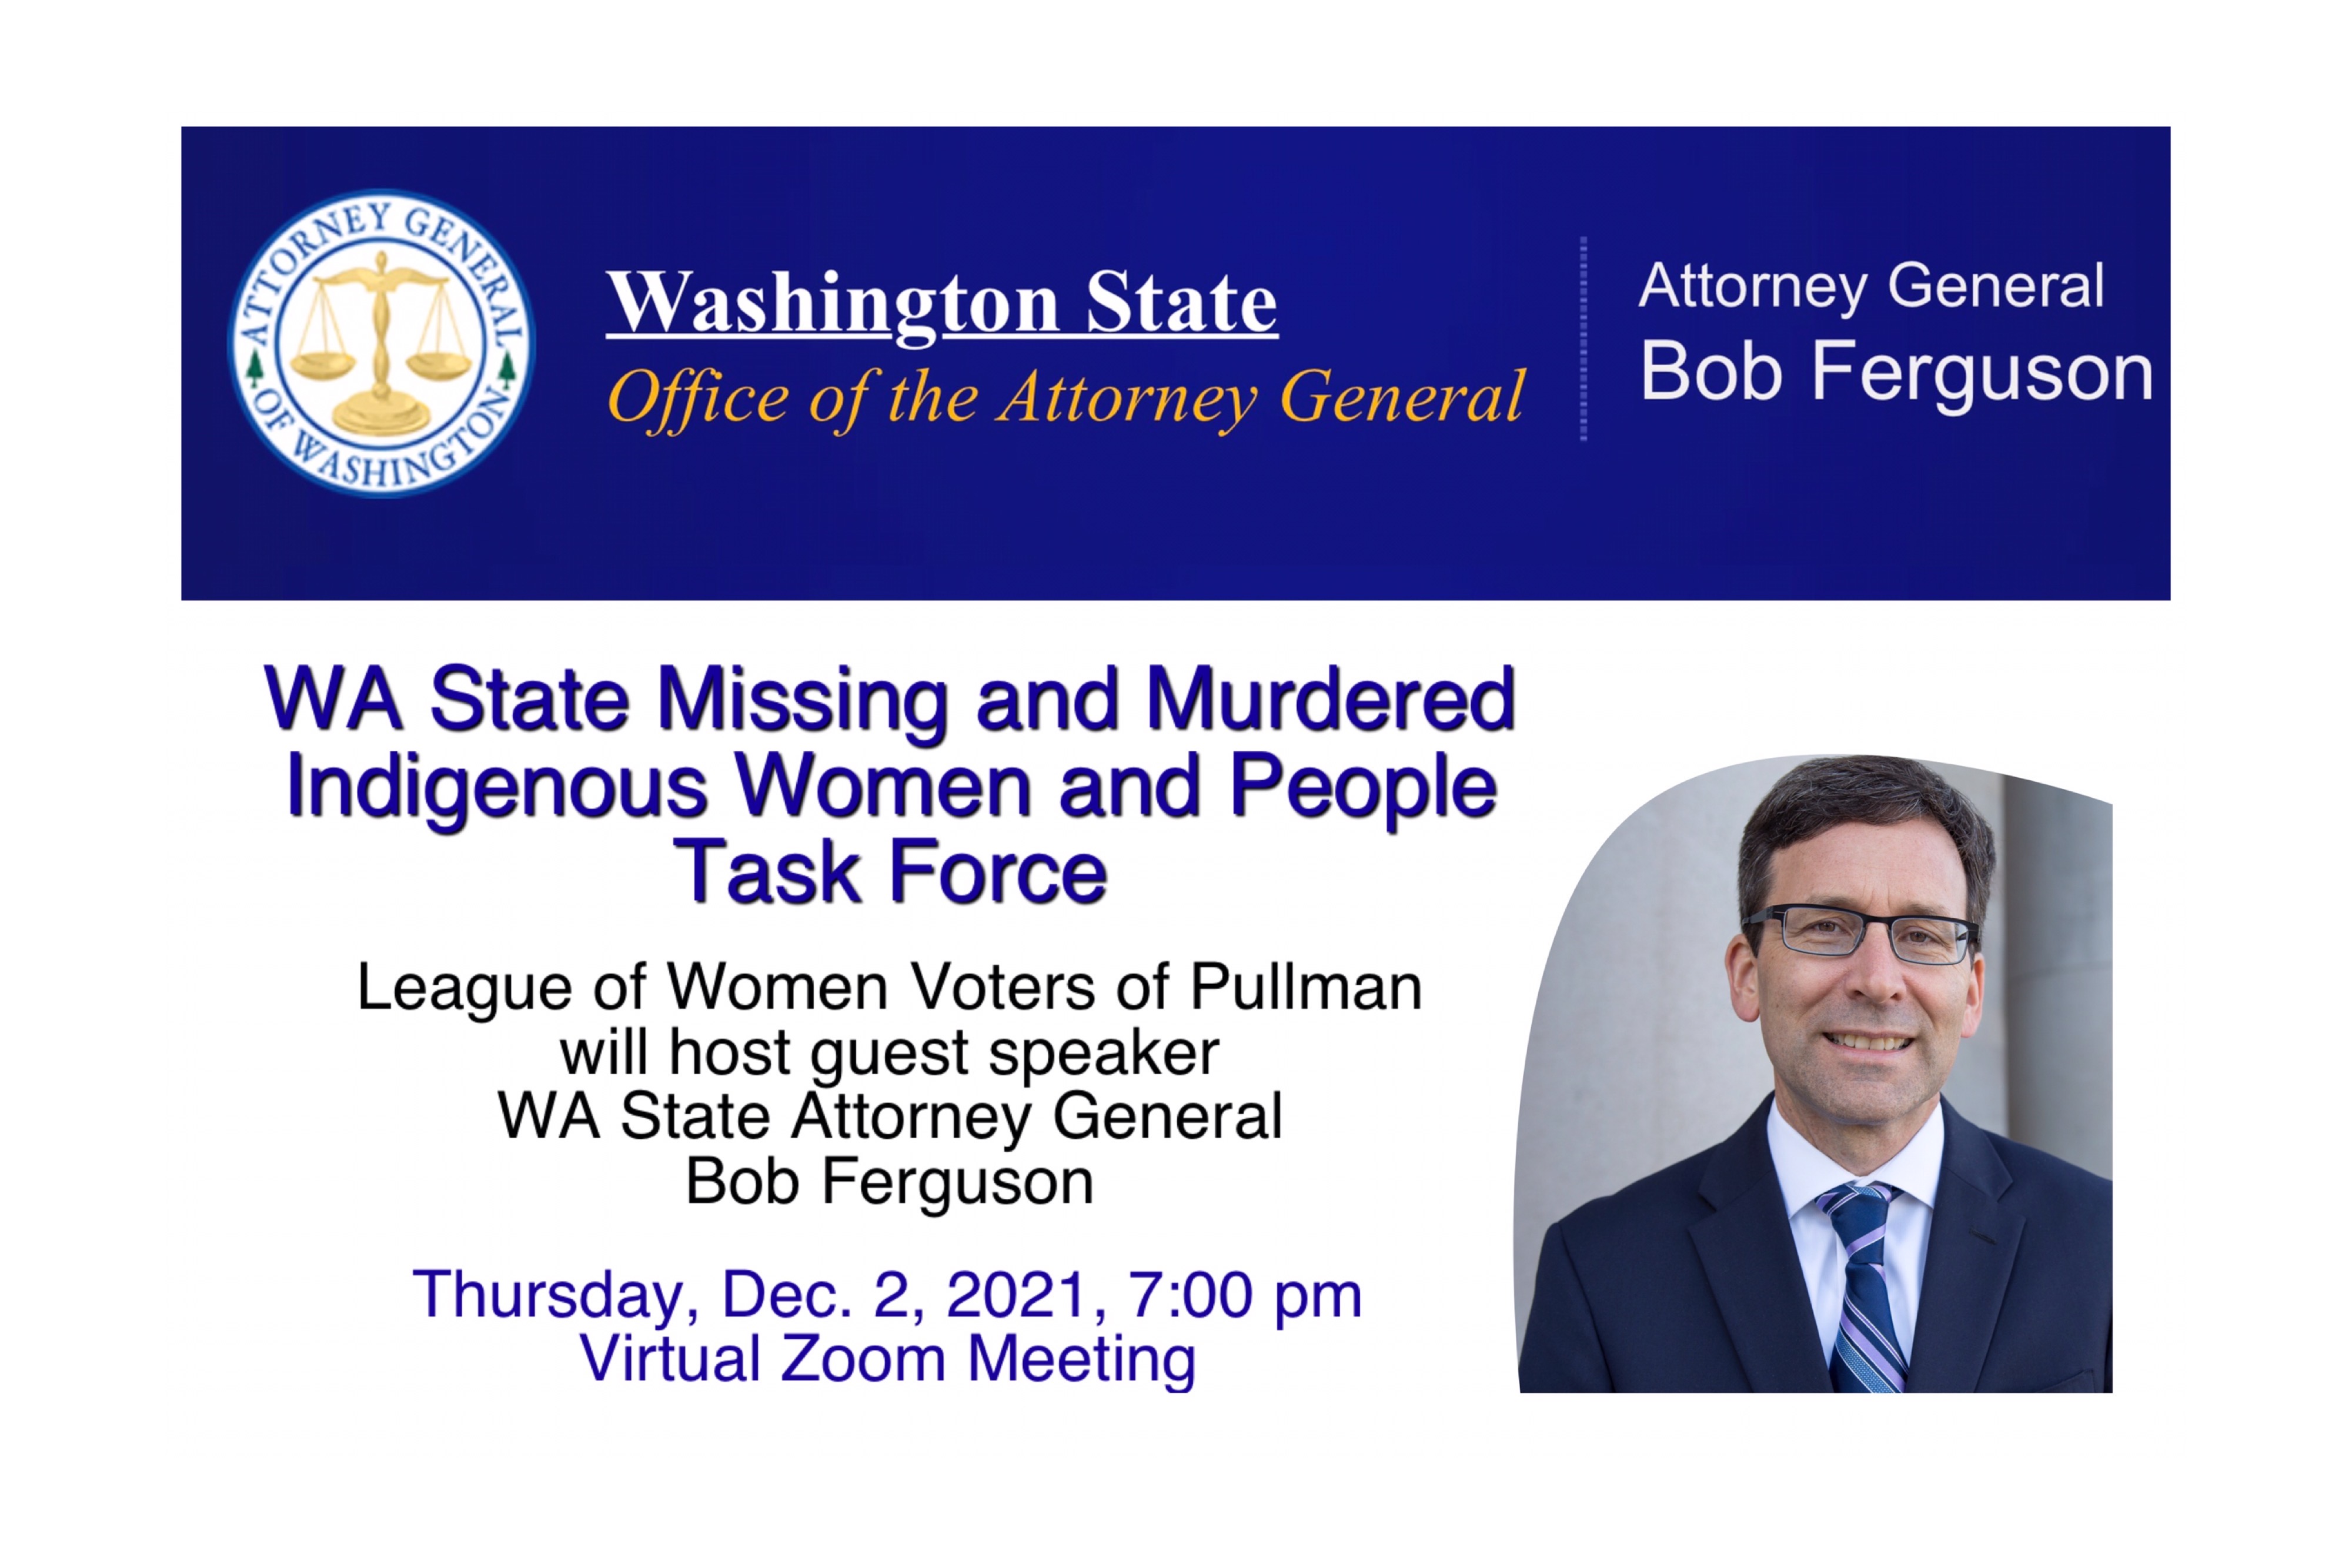 ATTORNEY GENERAL
OF WASHINGTON
Washington State
Office of the Attorney General
Attorney General
Bob Ferguson
WA State Missing and Murdered
Indigenous Women and People
Task Force
League of Women Voters of Pullman
will host guest speaker
WA State Attorney General
Bob Ferguson
Thursday, Dec. 2, 2021, 7:00 pm
Virtual Zoom Meeting